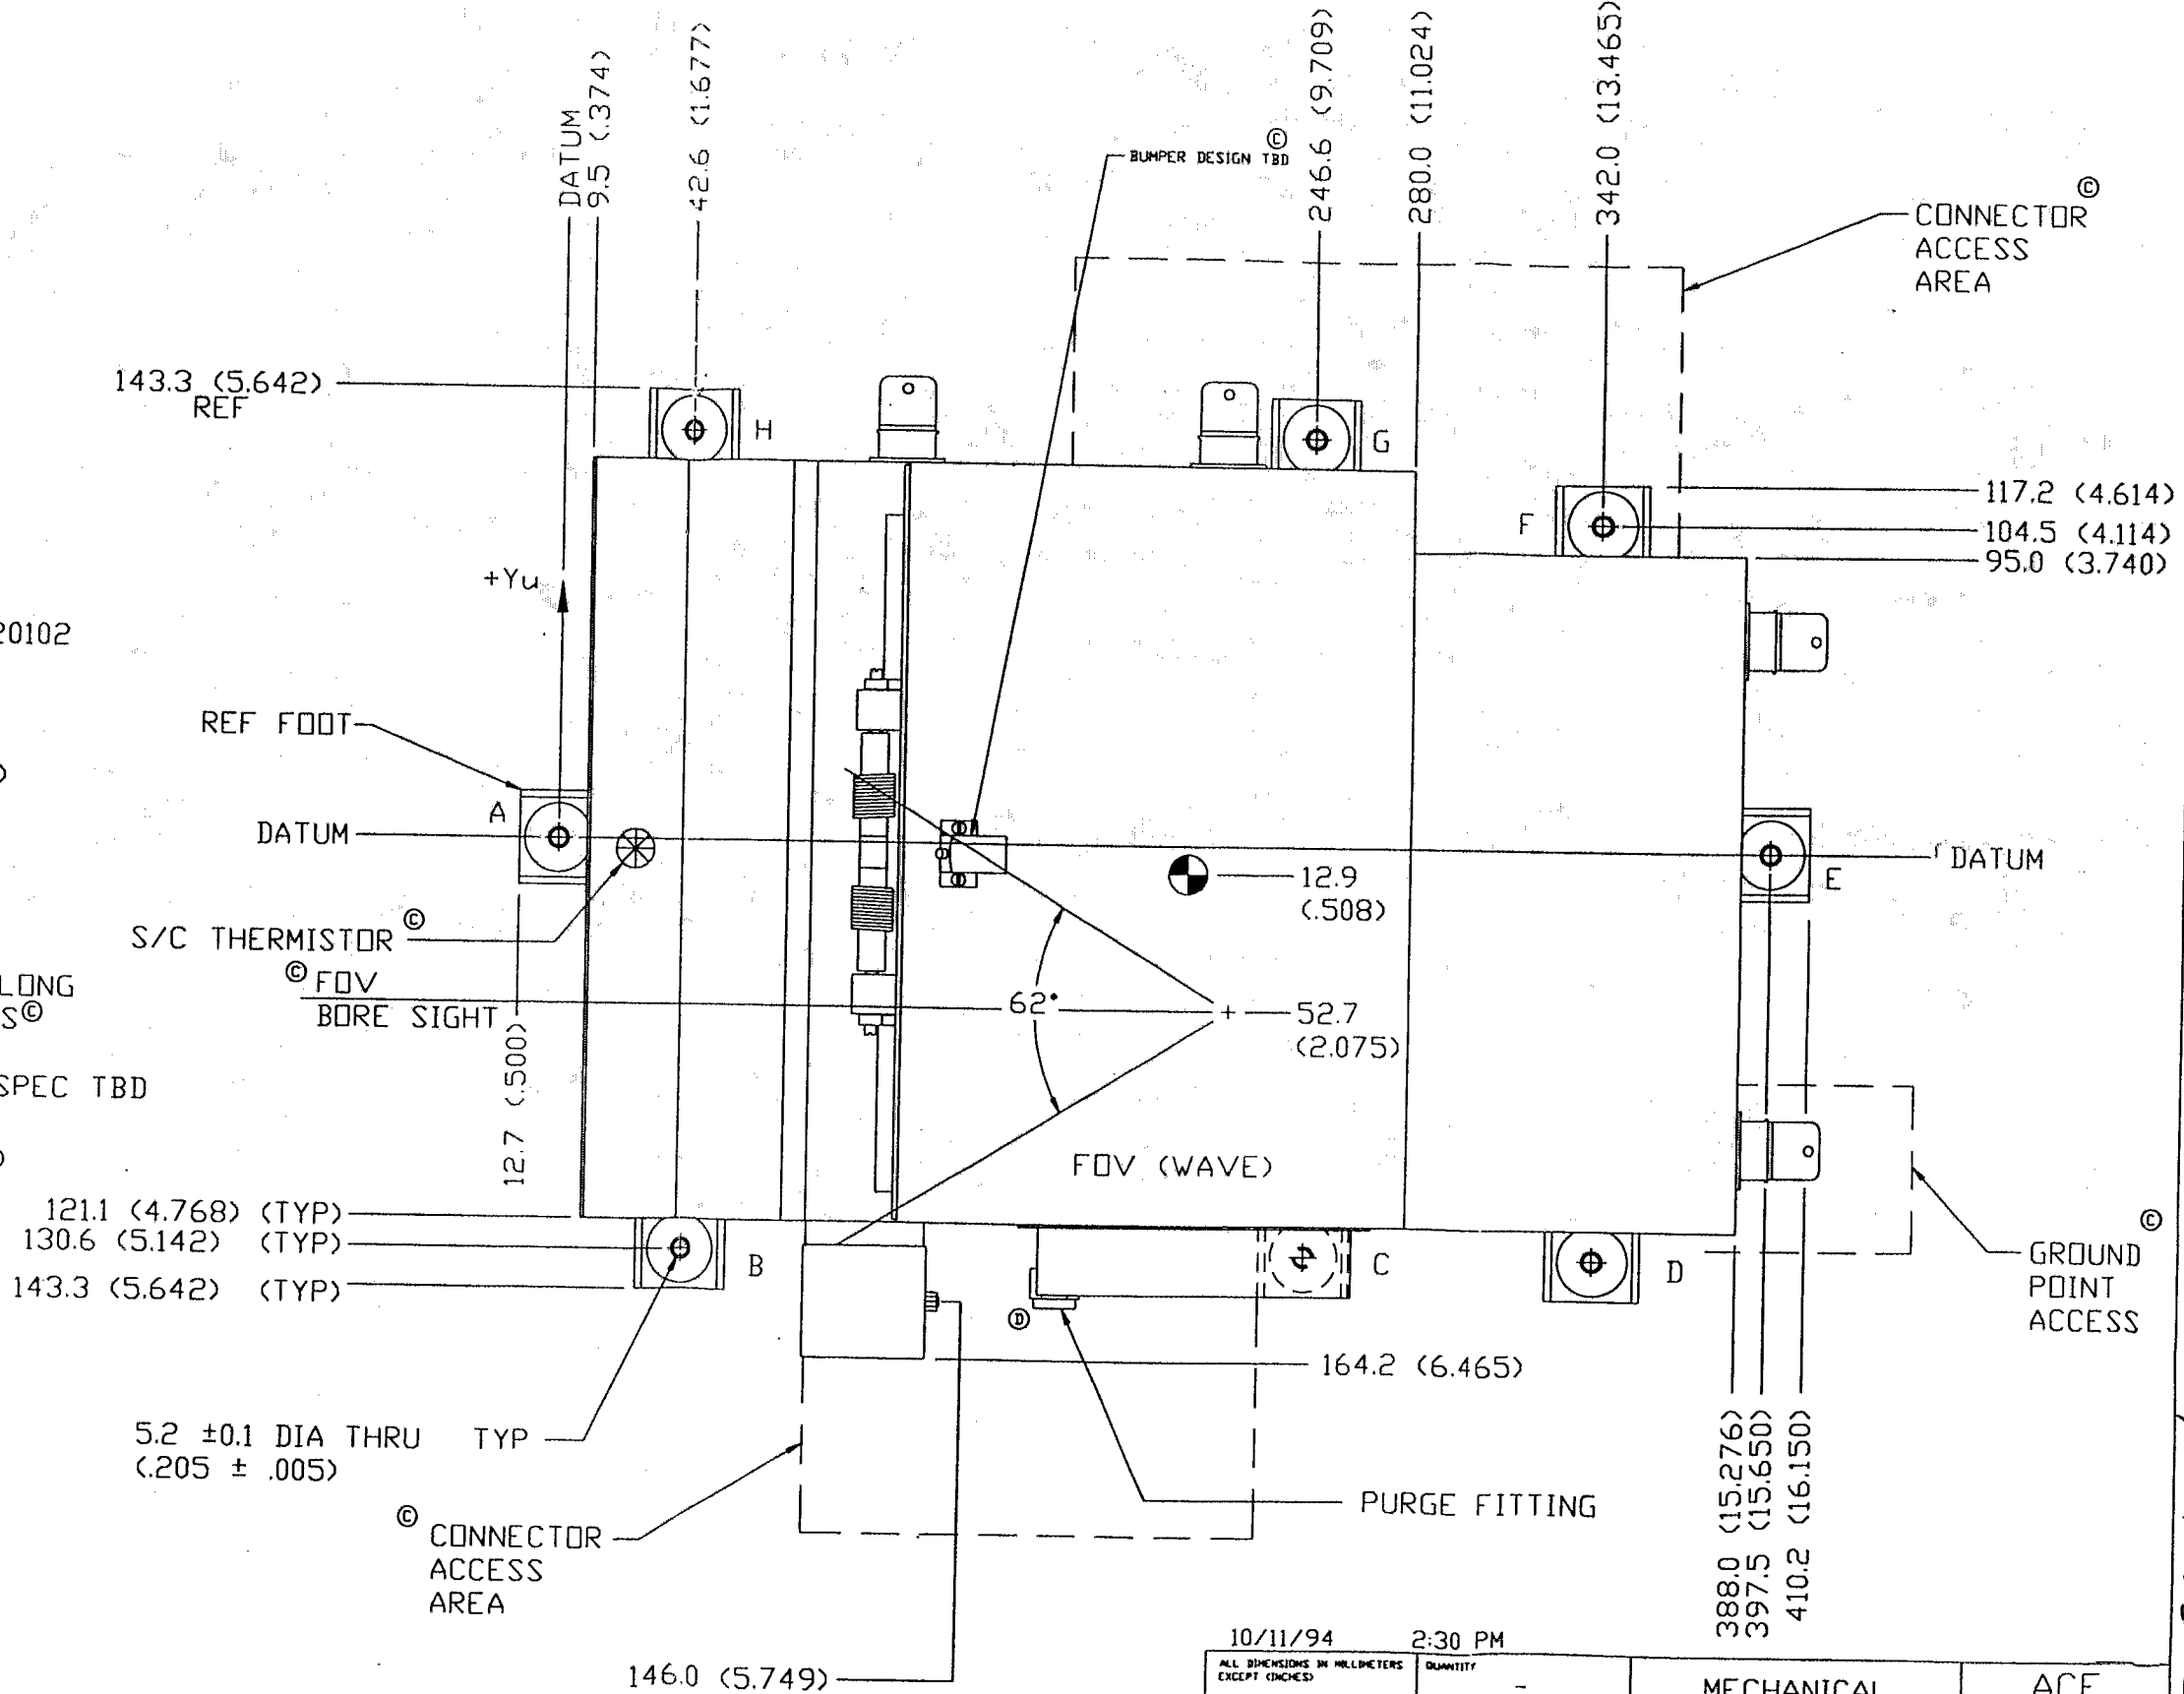 DATUM
9.5 (.374)
42.6 (1.677)
246.6 (9.709)
280.0 (11.024)
342.0 (13.465)
BUMPER DESIGN TBD Ⓒ
Ⓒ
CONNECTOR
ACCESS
AREA
143.3 (5.642)
REF
H
G
F
117.2 (4.614)
104.5 (4.114)
95.0 (3.740)
+Yu
20102
REF FOOT
)
A
DATUM
DATUM
E
12.9
(.508)
S/C THERMISTOR Ⓒ
Ⓒ FOV
BORE SIGHT
LONG
S Ⓒ
62°
+
52.7
(2.075)
12.7 (.500)
SPEC TBD
)
FOV (WAVE)
121.1 (4.768) (TYP)
130.6 (5.142) (TYP)
143.3 (5.642) (TYP)
B
C
D
Ⓒ
GROUND
POINT
ACCESS
Ⓓ
164.2 (6.465)
5.2 ±0.1 DIA THRU TYP
(.205 ± .005)
PURGE FITTING
Ⓒ
CONNECTOR
ACCESS
AREA
388.0 (15.276)
397.5 (15.650)
410.2 (16.150)
146.0 (5.749)
10/11/94 2:30 PM
ALL DIMENSIONS IN MILLIMETERS
EXCEPT (INCHES)
QUANTITY
-
MECHANICAL
ACE